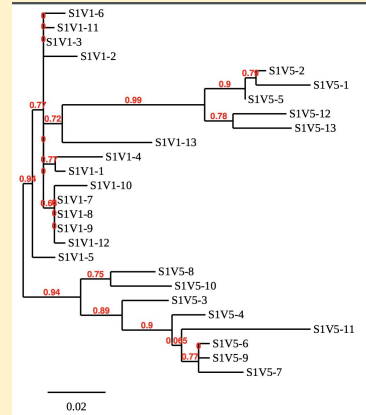 S1V1-6
S1V1-11
S1V1-3
S1V1-2
0.79 S1V5-2
0.9 S1V5-1
S1V5-5
0.99
0.77
0.72
0.78 S1V5-12
S1V5-13
S1V1-13
S1V1-4
0.77
S1V1-1
0.94
S1V1-10
S1V1-7
S1V1-8
S1V1-9
S1V1-12
S1V1-5
S1V5-8
0.75
S1V5-10
0.94
S1V5-3
0.89
S1V5-4
0.9
S1V5-11
0.065
S1V5-6
0.77 S1V5-9
S1V5-7
0.02